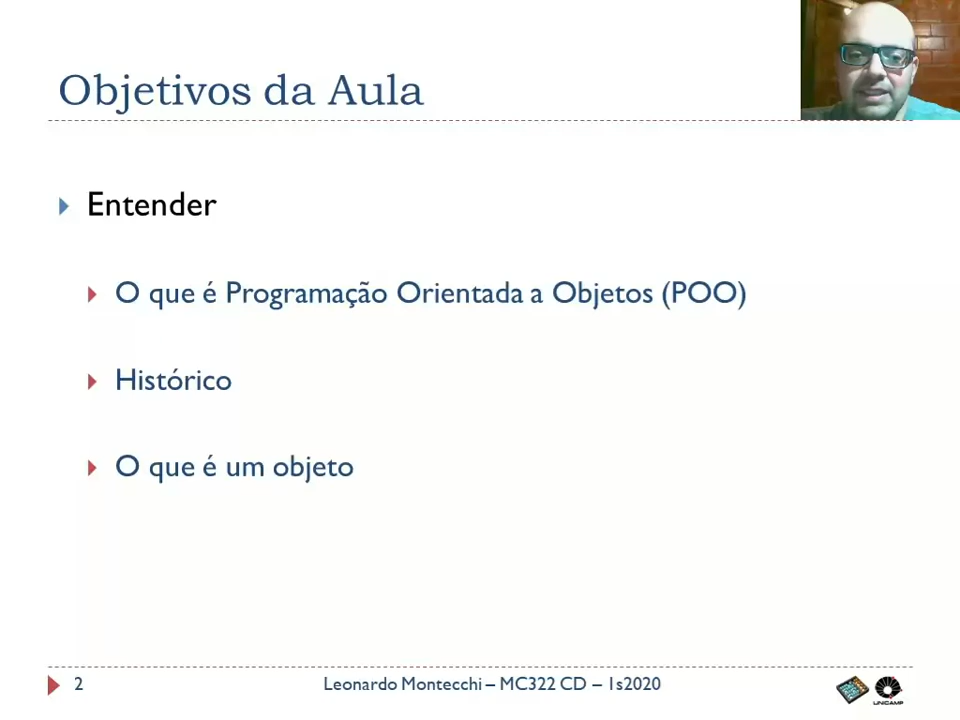 Objetivos da Aula
Entender
O que é Programação Orientada a Objetos (POO)
Histórico
O que é um objeto
2
Leonardo Montecchi – MC322 CD – 1s2020
UNICAMP